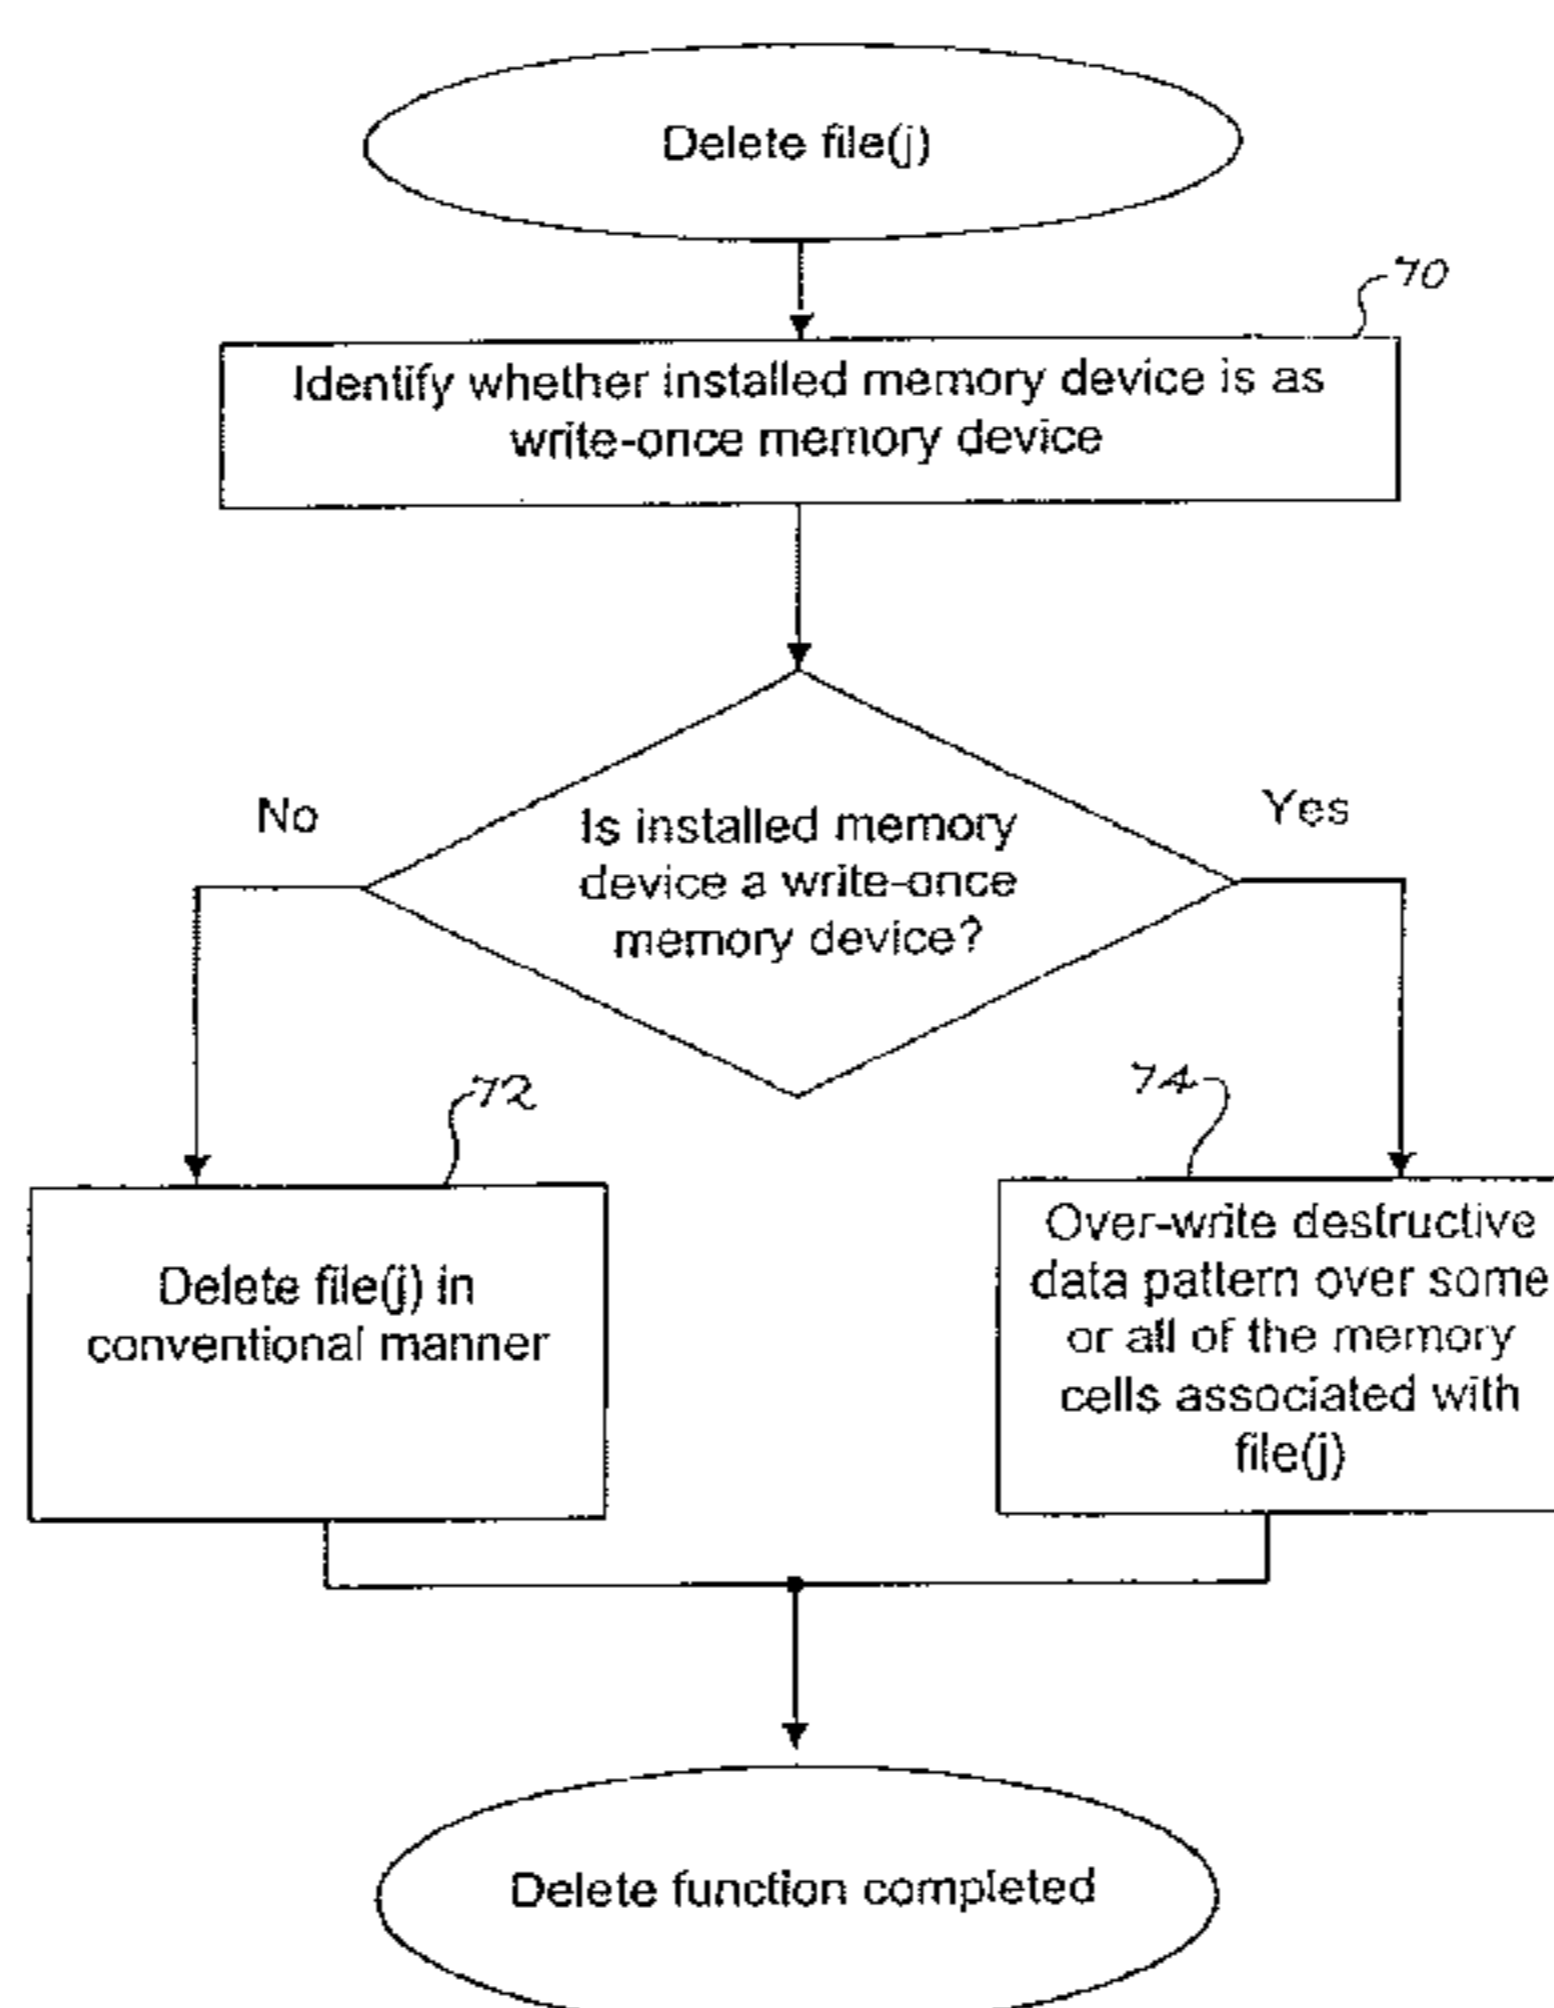 Delete file(j)
70
Identify whether installed memory device is as
write-once memory device
No
Yes
Is installed memory
device a write-once
memory device?
72
74
Delete file(j) in
conventional manner
Over-write destructive
data pattern over some
or all of the memory
cells associated with
file(j)
Delete function completed